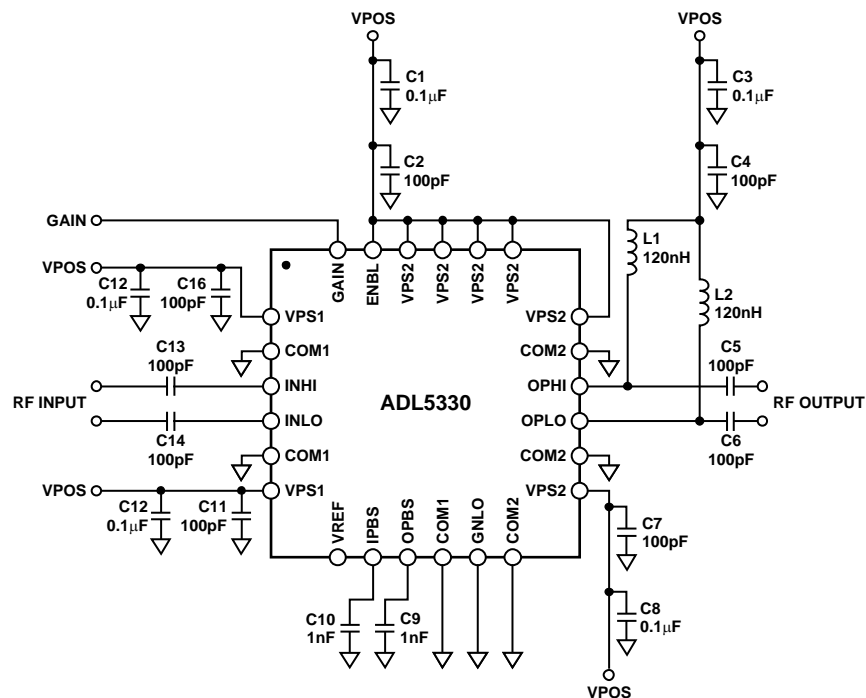 VPOS
VPOS
C1
0.1µF
C3
0.1µF
C2
100pF
C4
100pF
GAIN
L1
120nH
VPOS
C12
0.1µF
C16
100pF
GAIN
ENBL
VPS2
VPS2
VPS2
VPS2
L2
120nH
VPS1
VPS2
C13
100pF
COM1
COM2
C5
100pF
INHI
OPHI
RF INPUT
ADL5330
RF OUTPUT
INLO
OPLO
C14
100pF
C6
100pF
COM1
COM2
VPOS
VPS1
VPS2
C12
0.1µF
C11
100pF
VREF
IPBS
OPBS
COM1
GNLO
COM2
C7
100pF
C10
1nF
C9
1nF
C8
0.1µF
VPOS